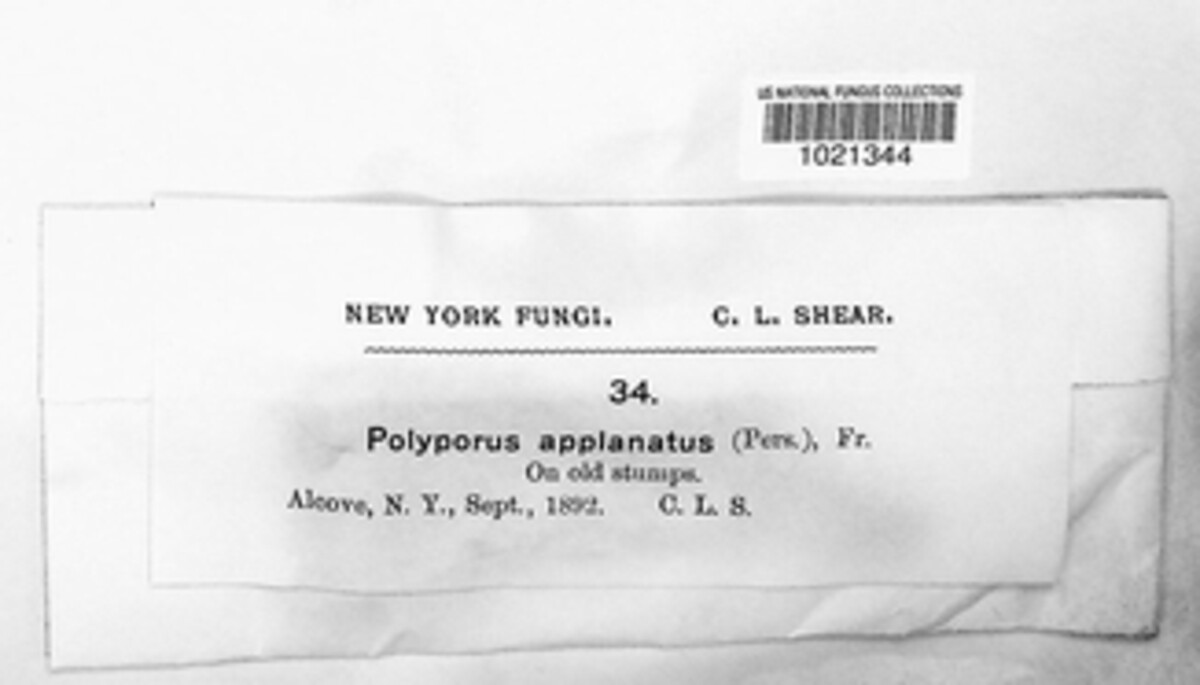 US NATIONAL FUNGUS COLLECTIONS
1021344
NEW YORK FUNGI. C. L. SHEAR.
34.
Polyporus applanatus (Pers.), Fr.
On old stumps.
Alcove, N. Y., Sept., 1892. C. L. S.